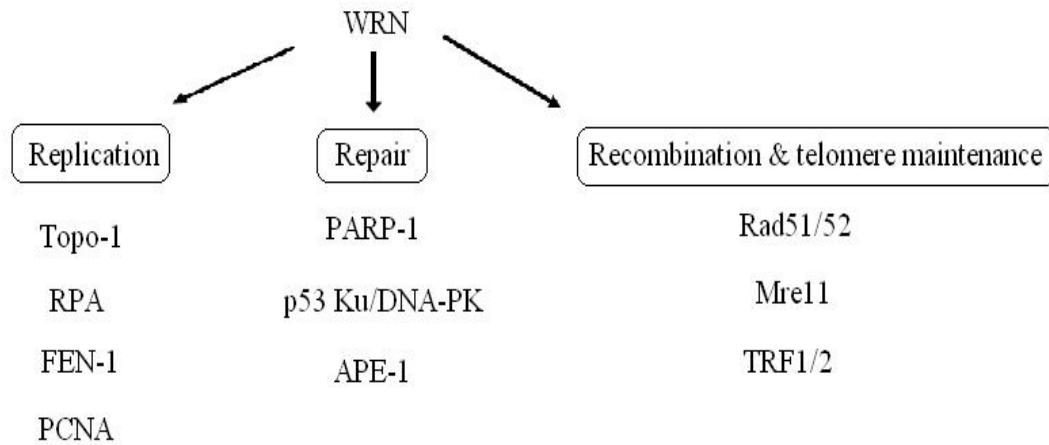 WRN
Replication
Repair
Recombination & telomere maintenance
Topo-1
PARP-1
Rad51/52
RPA
p53 Ku/DNA-PK
Mre11
FEN-1
APE-1
TRF1/2
PCNA